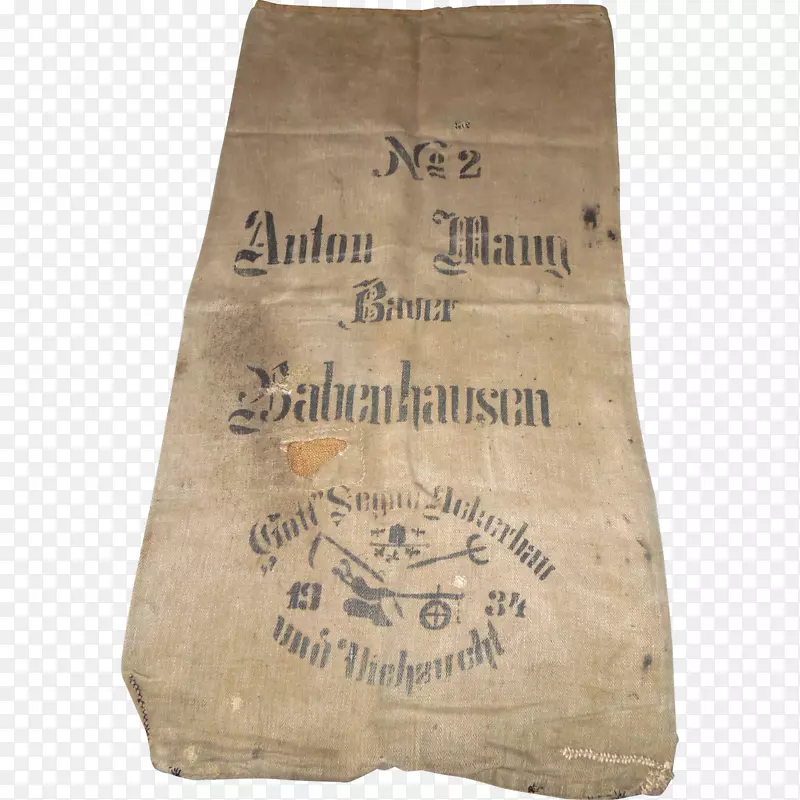 No 2
Anton Mang
Bauer
Babenhausen
Gott Segne Ackerbau
19 34
und Viehzucht